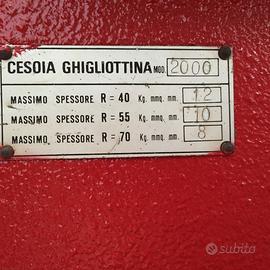 CESOIA GHIGLIOTTINA MOD. 2000
MASSIMO SPESSORE R = 40 Kg. mmq. mm. 12
MASSIMO SPESSORE R = 55 Kg. mmq. mm. 10
MASSIMO SPESSORE R = 70 Kg. mmq. mm. 8
subito